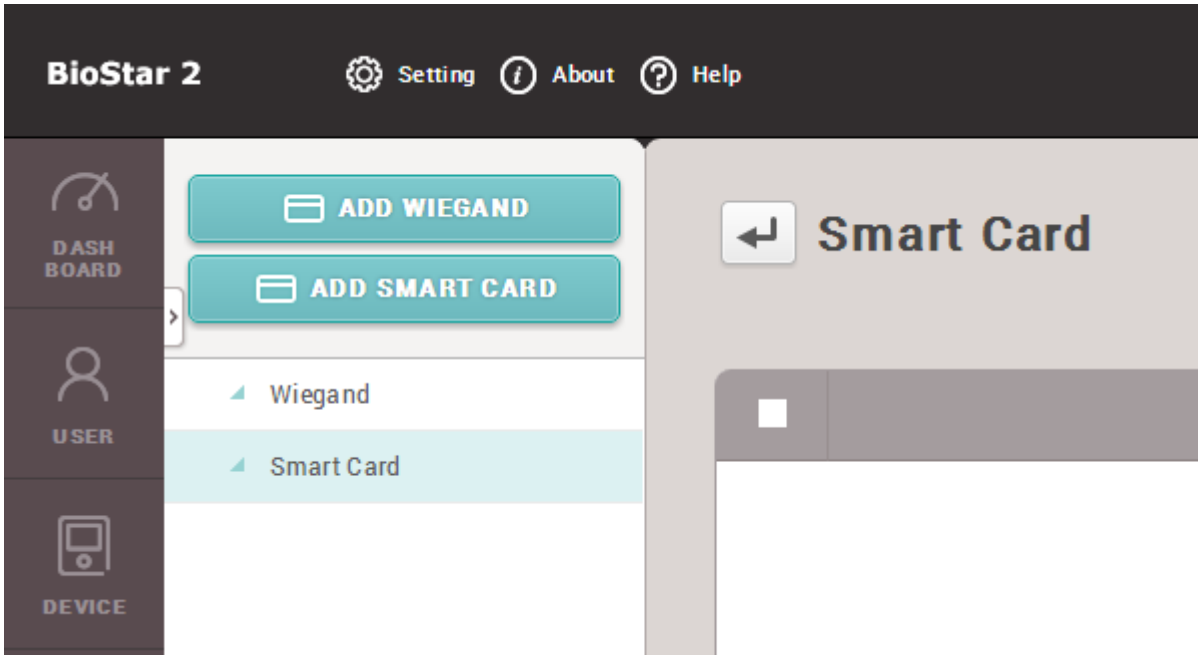 BioStar 2
Setting
About
Help
DASH
BOARD
USER
DEVICE
ADD WIEGAND
ADD SMART CARD
Wiegand
Smart Card
Smart Card